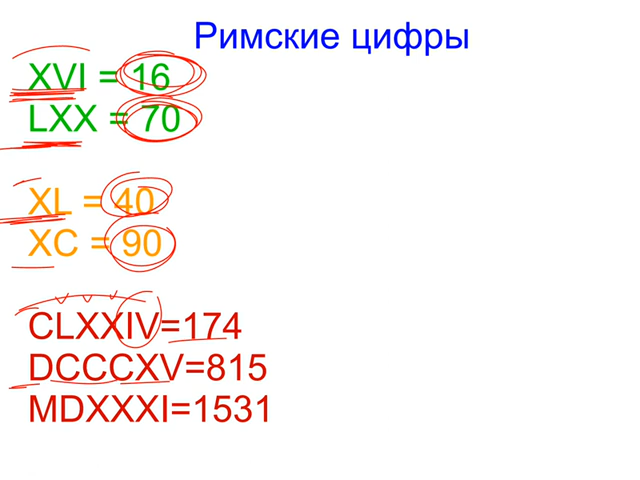 Римские цифры
XVI = 16
LXX = 70
XL = 40
XC = 90
CLXXIV=174
DCCCXV=815
MDXXXI=1531